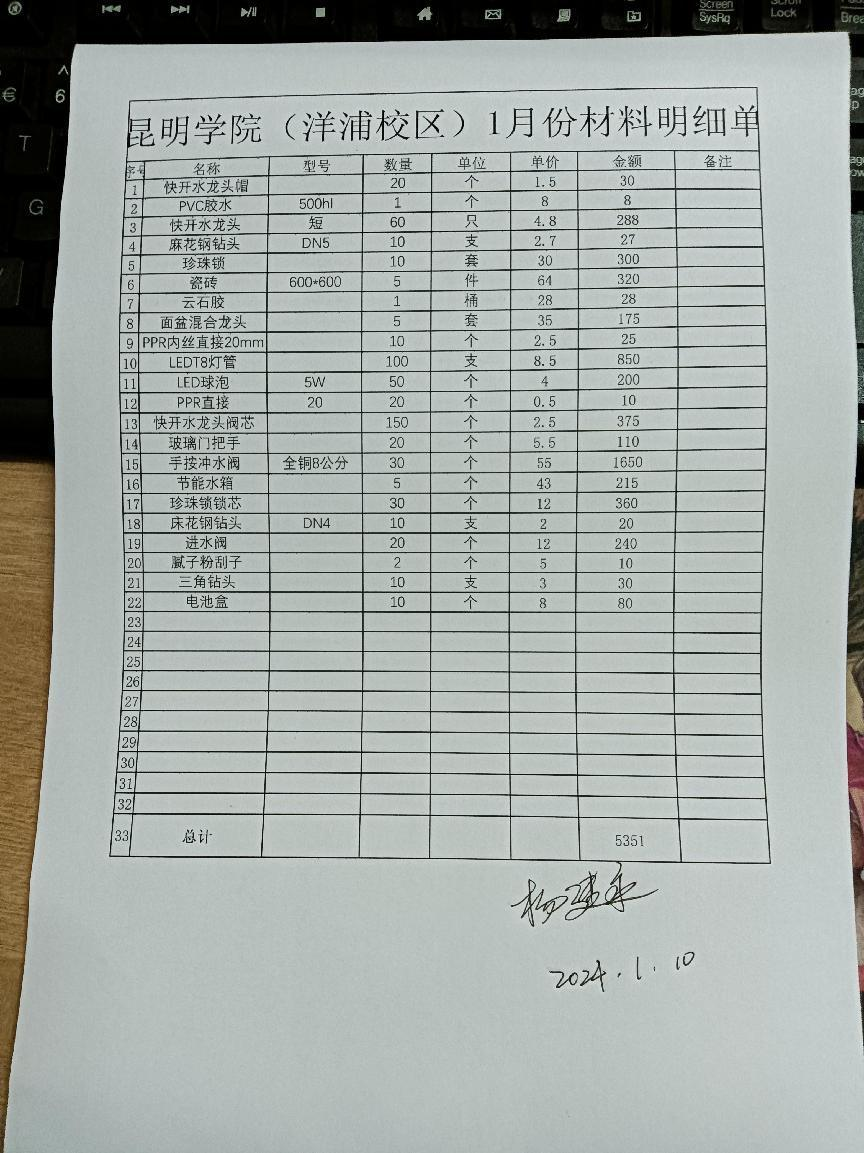 Screen
SysRq
Scroll
Lock
€
6
T
G
昆明学院（洋浦校区）1月份材料明细单
序号 名称 型号 数量 单位 单价 金额 备注
1 快开水龙头帽 20 个 1.5 30
2 PVC胶水 500hl 1 个 8 8
3 快开水龙头 短 60 只 4.8 288
4 麻花钢钻头 DN5 10 支 2.7 27
5 珍珠锁 10 套 30 300
6 瓷砖 600*600 5 件 64 320
7 云石胶 1 桶 28 28
8 面盆混合龙头 5 套 35 175
9 PPR内丝直接20mm 10 个 2.5 25
10 LEDT8灯管 100 支 8.5 850
11 LED球泡 5W 50 个 4 200
12 PPR直接 20 20 个 0.5 10
13 快开水龙头阀芯 150 个 2.5 375
14 玻璃门把手 20 个 5.5 110
15 手按冲水阀 全铜8公分 30 个 55 1650
16 节能水箱 5 个 43 215
17 珍珠锁锁芯 30 个 12 360
18 床花钢钻头 DN4 10 支 2 20
19 进水阀 20 个 12 240
20 腻子粉刮子 2 个 5 10
21 三角钻头 10 支 3 30
22 电池盒 10 个 8 80
23
24
25
26
27
28
29
30
31
32
33 总计 5351
2024.1.10